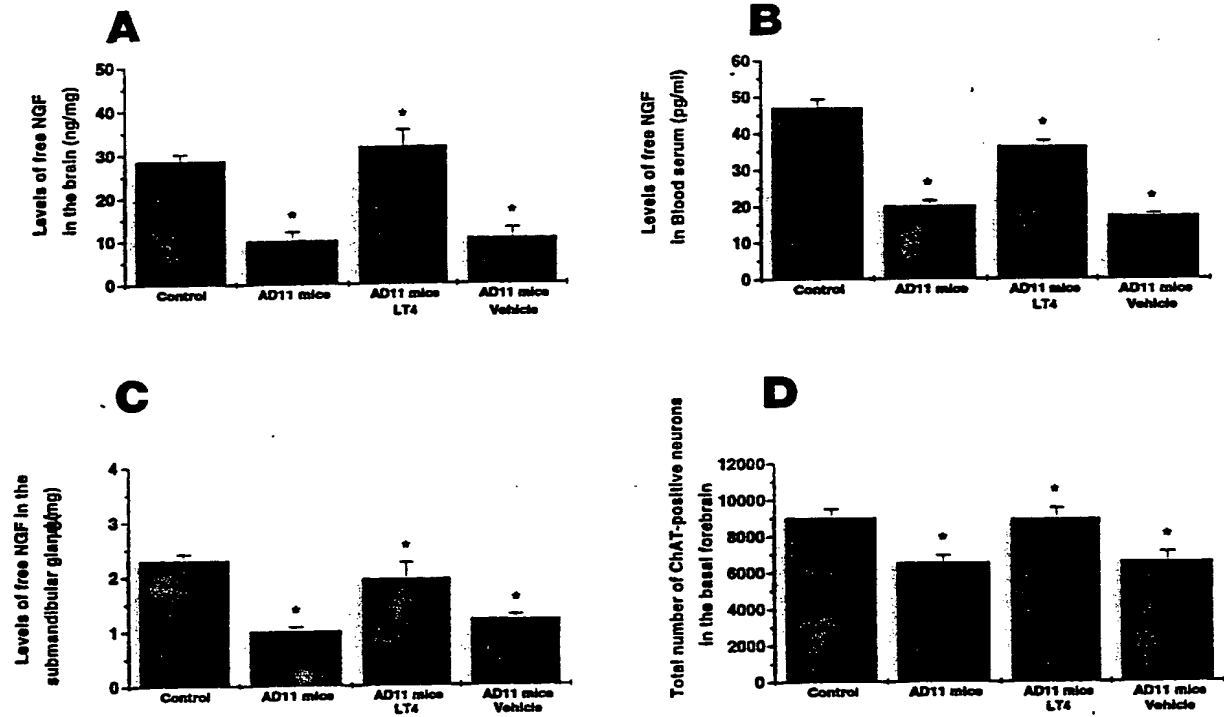 A
Levels of free NGF
in the brain (ng/mg)
50
40
30
20
10
0
*
*
*
Control
AD11 mice
AD11 mice
LT4
AD11 mice
Vehicle
B
Levels of free NGF
in Blood serum (pg/ml)
60
50
40
30
20
10
0
*
*
*
Control
AD11 mice
AD11 mice
LT4
AD11 mice
Vehicle
C
Levels of free NGF in the
submandibular gland
4
3
2
1
0
*
*
*
Control
AD11 mice
AD11 mice
LT4
AD11 mice
Vehicle
D
Total number of ChAT-positive neurons
in the basal forebrain
12000
10000
8000
6000
4000
2000
0
*
*
*
Control
AD11 mice
AD11 mice
LT4
AD11 mice
Vehicle